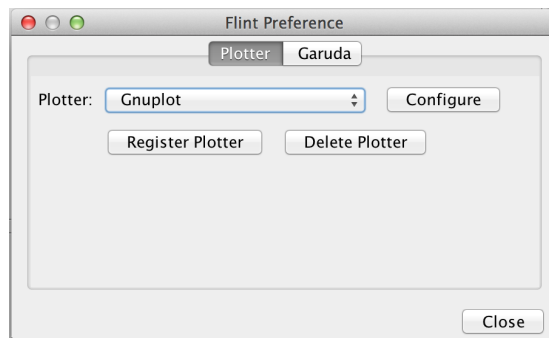 Flint Preference
Plotter Garuda
Plotter: Gnuplot Configure
Register Plotter Delete Plotter
Close